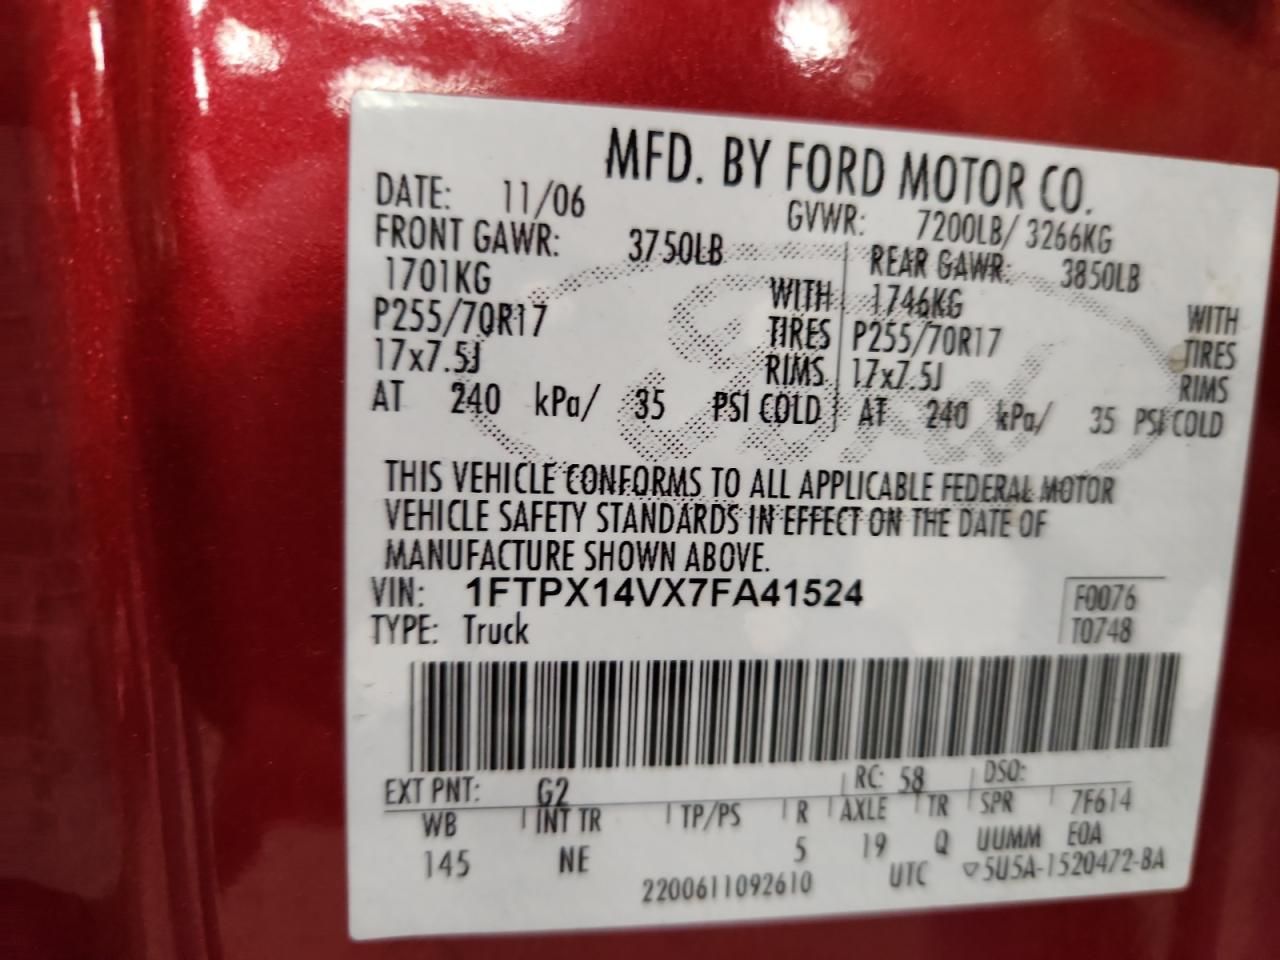 MFD. BY FORD MOTOR CO.
DATE: 11/06 GVWR: 7200LB/ 3266KG
FRONT GAWR: 3750LB REAR GAWR: 3850LB
1701KG WITH 1746KG WITH
P255/70R17 TIRES P255/70R17 TIRES
17x7.5J RIMS 17x7.5J RIMS
AT 240 kPa/ 35 PSI COLD AT 240 kPa/ 35 PSI COLD
Ford
THIS VEHICLE CONFORMS TO ALL APPLICABLE FEDERAL MOTOR
VEHICLE SAFETY STANDARDS IN EFFECT ON THE DATE OF
MANUFACTURE SHOWN ABOVE.
VIN: 1FTPX14VX7FA41524 F0076
TYPE: Truck T0748
EXT PNT: G2 RC: 58 DSO:
WB INT TR TP/PS R AXLE TR SPR 7F614
145 NE 5 19 Q UUMM EOA
2200611092610 UTC ▽5U5A-1520472-BA